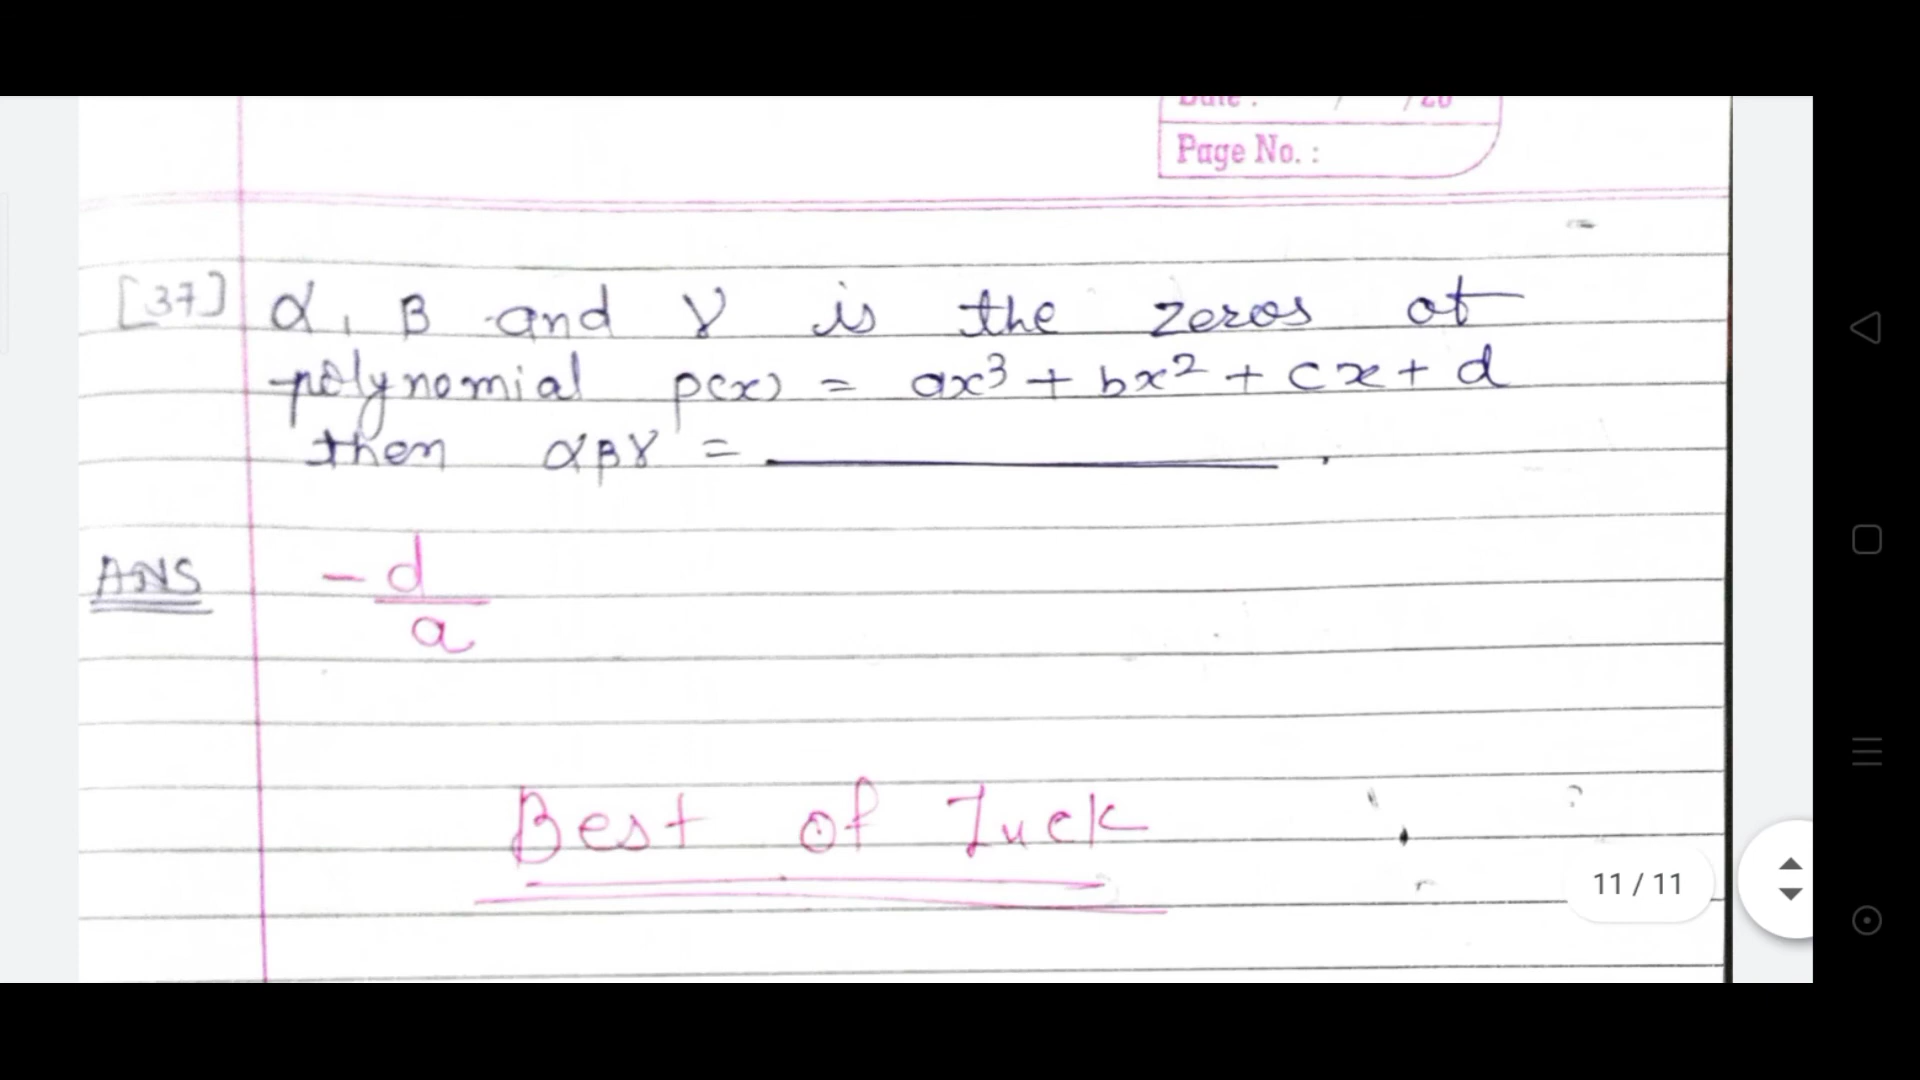 Page No. :
[37] α, β and γ is the zeros of
polynomial p(x) = ax³ + bx² + cx + d
then αβγ = ____________ .
ANS - d
a
Best of Luck
11 / 11